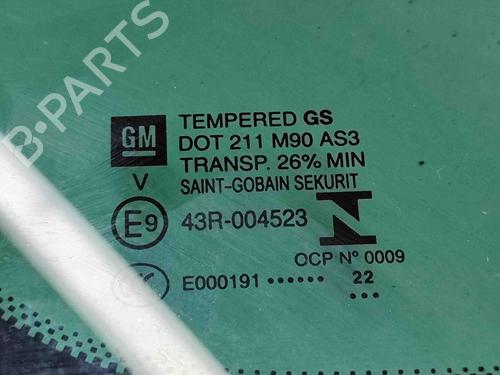 B-PARTS
GM
TEMPERED GS
DOT 211 M90 AS3
TRANSP. 26% MIN
V
SAINT-GOBAIN SEKURIT
E9
43R-004523
N
OCP Nº 0009
E000191 •••••• ••••••
22
•••